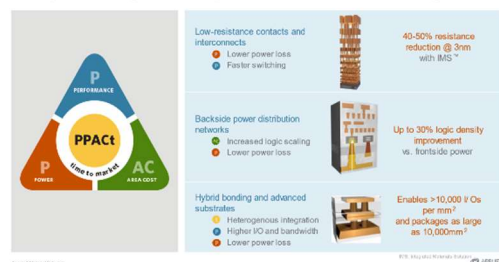 P
PERFORMANCE
PPACt
time to market
P
POWER
AC
AREA COST
Low-resistance contacts and
interconnects
P Lower power loss
P Faster switching
40-50% resistance
reduction @ 3nm
with IMS™
Backside power distribution
networks
AC Increased logic scaling
P Lower power loss
Up to 30% logic density
improvement
vs. frontside power
Hybrid bonding and advanced
substrates
Heterogenous integration
P Higher I/O and bandwidth
P Lower power loss
Enables >10,000 I/ Os
per mm²
and packages as large
as 10,000mm²
Integrated Materials